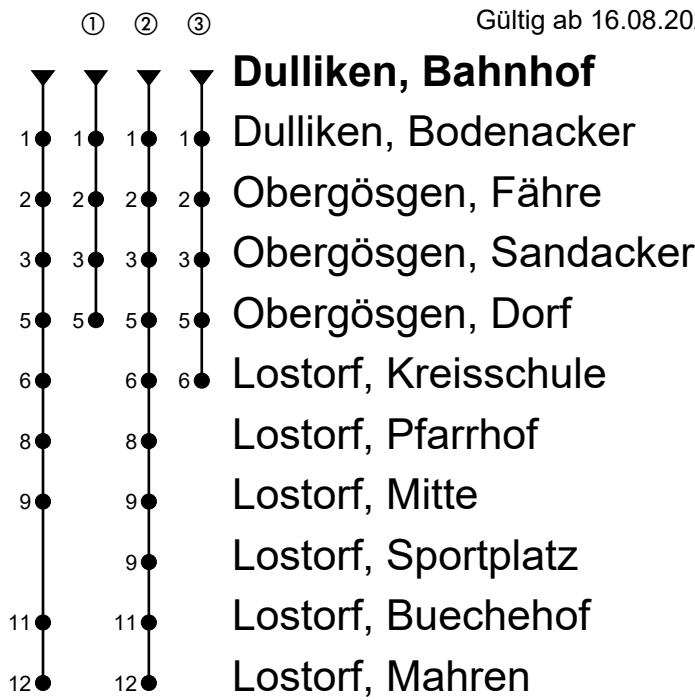 ① ② ③ Gültig ab 16.08.20
Dulliken, Bahnhof
1 1 1 1 Dulliken, Bodenacker
2 2 2 2 Obergösgen, Fähre
3 3 3 3 Obergösgen, Sandacker
5 5 5 5 Obergösgen, Dorf
6 6 6 Lostorf, Kreisschule
8 8 Lostorf, Pfarrhof
9 9 Lostorf, Mitte
9 Lostorf, Sportplatz
11 11 Lostorf, Buechehof
12 12 Lostorf, Mahren